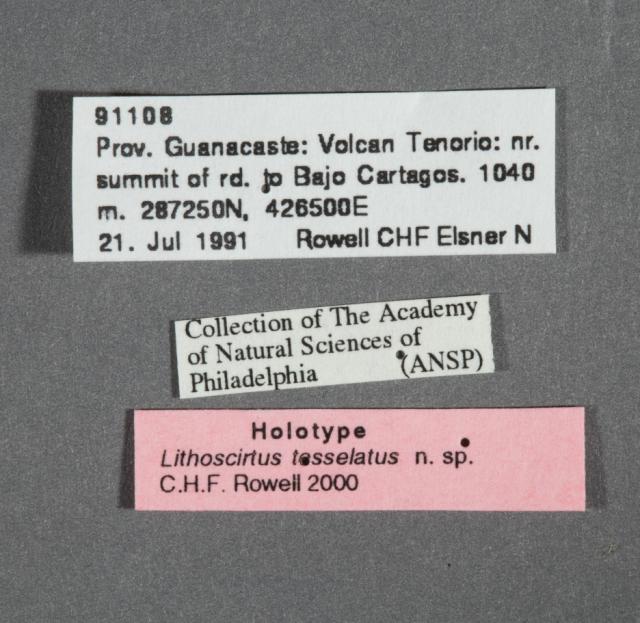 91108
Prov. Guanacaste: Volcan Tenorio: nr.
summit of rd. to Bajo Cartagos. 1040
m. 287250N, 426500E
21. Jul 1991 Rowell CHF Elsner N
Collection of The Academy
of Natural Sciences of
Philadelphia (ANSP)
Holotype
Lithoscirtus tesselatus n. sp.
C.H.F. Rowell 2000